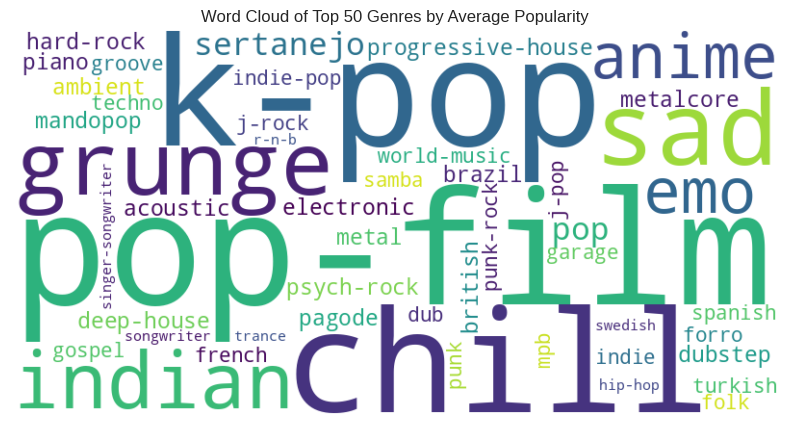 Word Cloud of Top 50 Genres by Average Popularity
hard-rock
piano
groove
ambient
techno
mandopop
k-pop
sertanejo
progressive-house
indie-pop
j-rock
r-n-b
anime
metalcore
sad
grunge
world-music
samba
brazil
j-pop
emo
singer-songwriter
acoustic
electronic
punk-rock
pop-film
metal
pop
garage
british
psych-rock
deep-house
pagode
dub
songwriter
trance
gospel
french
indian
chill
punk
mpb
swedish
indie
hip-hop
spanish
forro
dubstep
turkish
folk